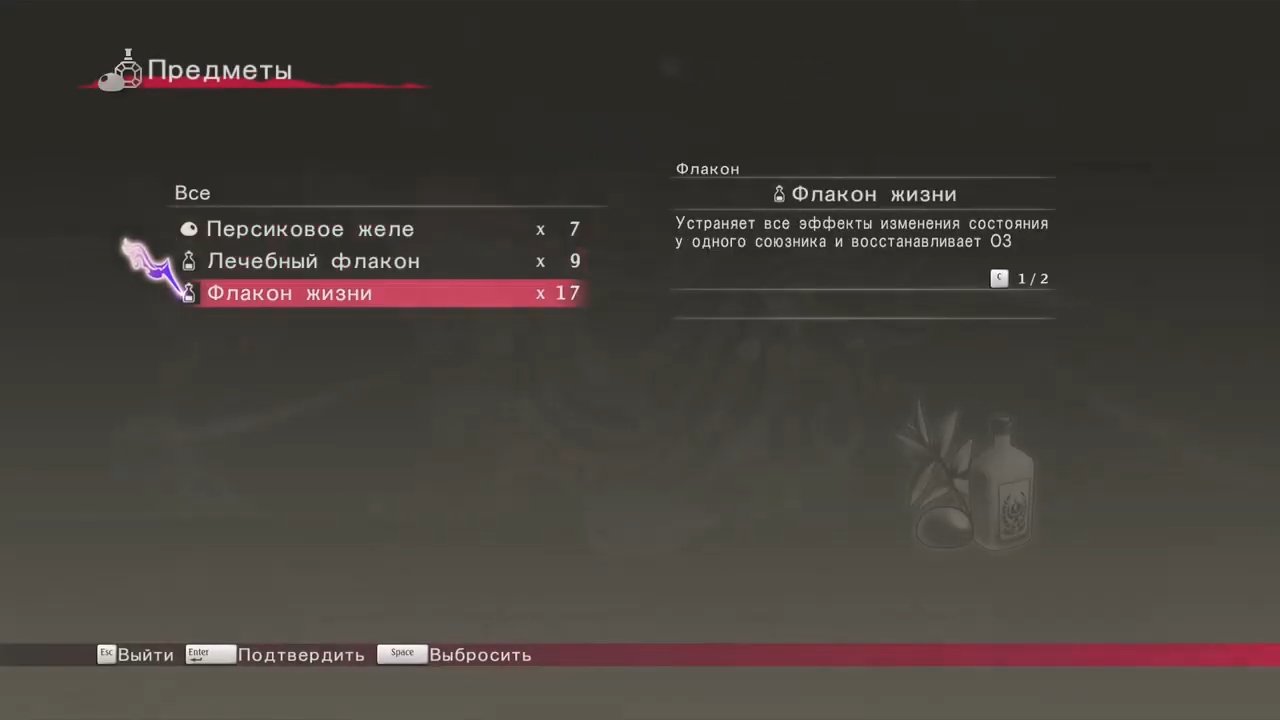 Предметы
Все
Персиковое желе x 7
Лечебный флакон x 9
Флакон жизни x 17
Флакон
Флакон жизни
Устраняет все эффекты изменения состояния
у одного союзника и восстанавливает ОЗ
C 1/2
Esc Выйти Enter Подтвердить Space Выбросить